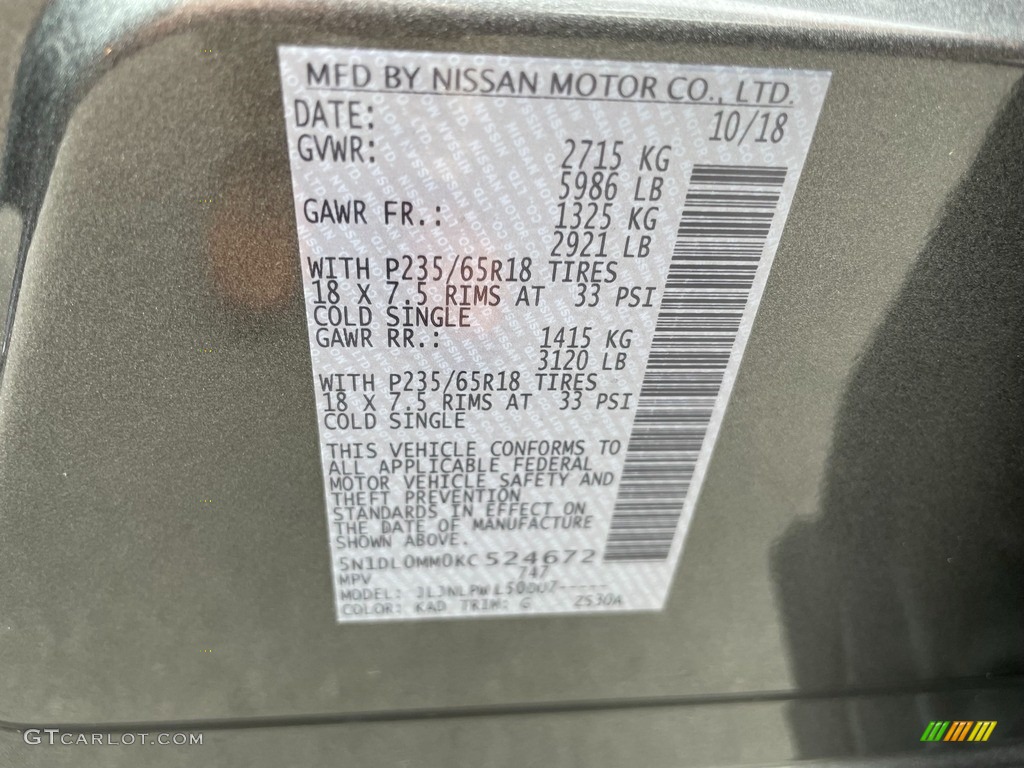 MFD BY NISSAN MOTOR CO., LTD.
DATE: 10/18
GVWR: 2715 KG
5986 LB
GAWR FR.: 1325 KG
2921 LB
WITH P235/65R18 TIRES
18 X 7.5 RIMS AT 33 PSI
COLD SINGLE
GAWR RR.: 1415 KG
3120 LB
WITH P235/65R18 TIRES
18 X 7.5 RIMS AT 33 PSI
COLD SINGLE
THIS VEHICLE CONFORMS TO
ALL APPLICABLE FEDERAL
MOTOR VEHICLE SAFETY AND
THEFT PREVENTION
STANDARDS IN EFFECT ON
THE DATE OF MANUFACTURE
SHOWN ABOVE.
5N1DL0MM0KC524672
MPV 747
MODEL:
COLOR: KAD TRIM: G 2530A
GTCARLOT.COM